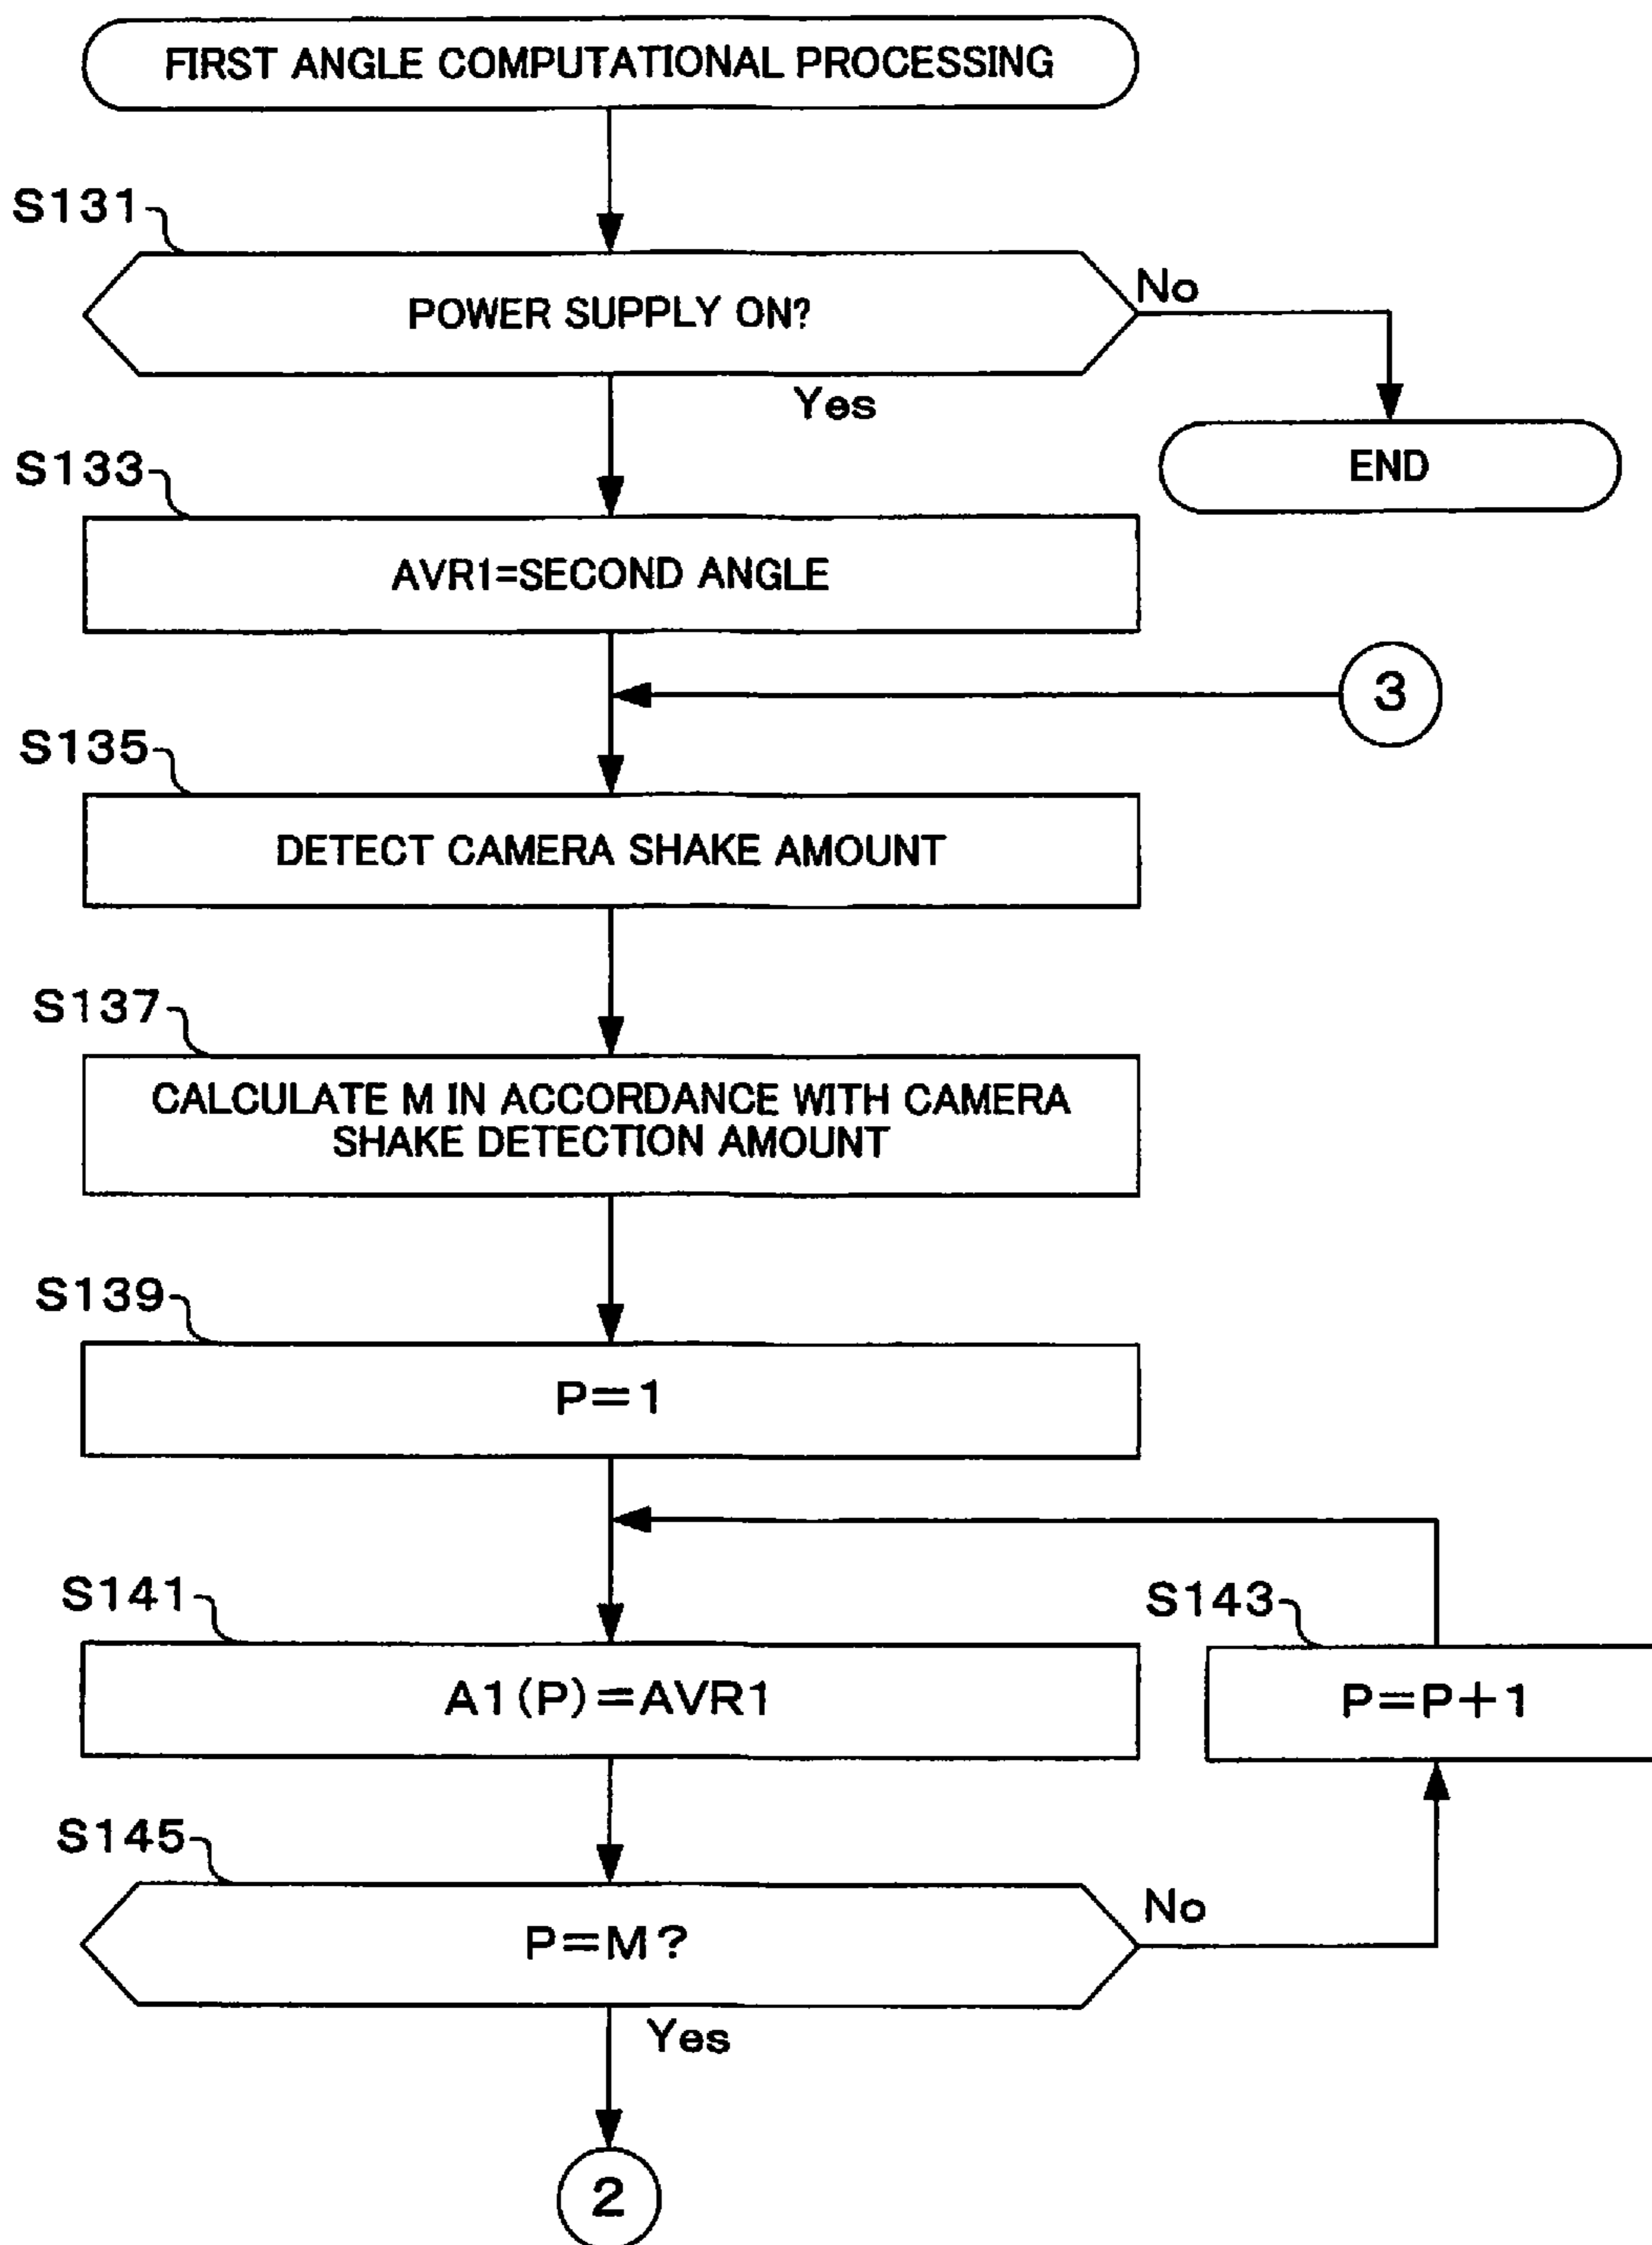 FIRST ANGLE COMPUTATIONAL PROCESSING
S131
POWER SUPPLY ON?
No
Yes
END
S133
AVR1=SECOND ANGLE
3
S135
DETECT CAMERA SHAKE AMOUNT
S137
CALCULATE M IN ACCORDANCE WITH CAMERA
SHAKE DETECTION AMOUNT
S139
P=1
S141
A1(P)=AVR1
S143
P=P+1
S145
P=M?
No
Yes
2